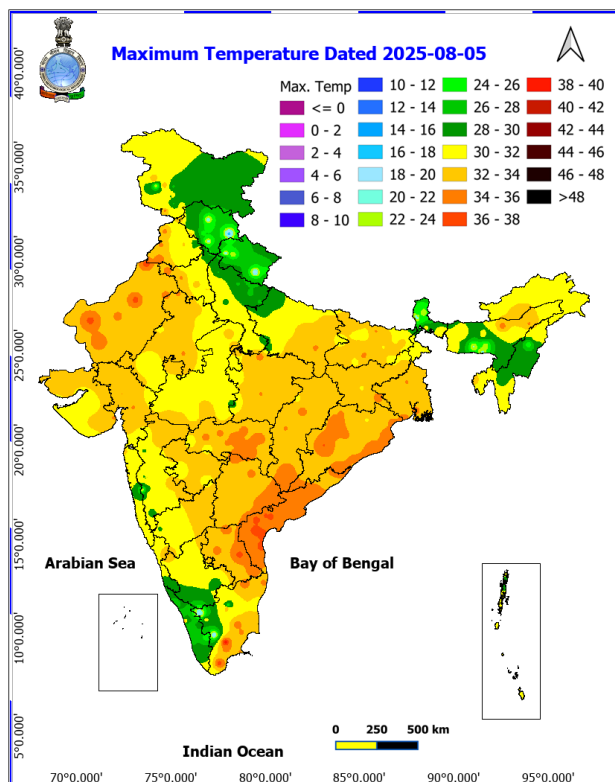 Maximum Temperature Dated 2025-08-05
Max. Temp
<= 0
0 - 2
2 - 4
4 - 6
6 - 8
8 - 10
10 - 12
12 - 14
14 - 16
16 - 18
18 - 20
20 - 22
22 - 24
24 - 26
26 - 28
28 - 30
30 - 32
32 - 34
34 - 36
36 - 38
38 - 40
40 - 42
42 - 44
44 - 46
46 - 48
>48
40°0.000'
35°0.000'
30°0.000'
25°0.000'
20°0.000'
15°0.000'
10°0.000'
5°0.000'
Arabian Sea
Bay of Bengal
Indian Ocean
0 250 500 km
70°0.000' 75°0.000' 80°0.000' 85°0.000' 90°0.000' 95°0.000'